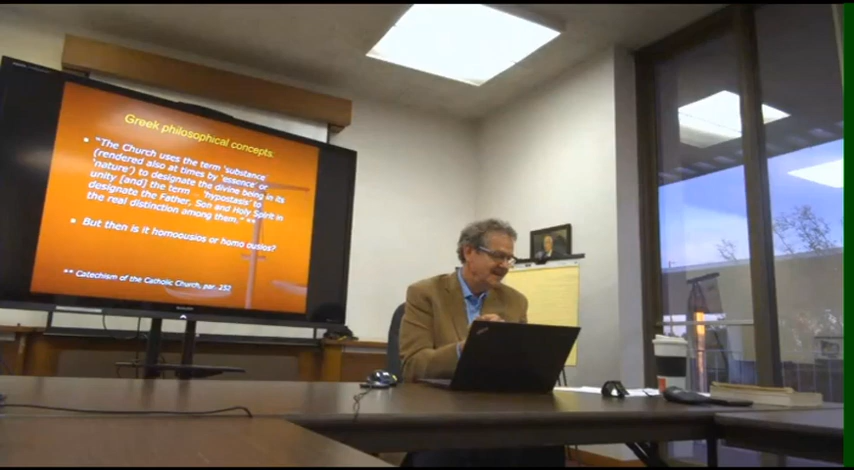 Greek philosophical concepts:
"The Church uses the term 'substance'
(rendered also at times by 'essence' or
'nature') to designate the divine being in its
unity [and] the term 'hypostasis' to
designate the Father, Son and Holy Spirit in
the real distinction among them." **
But then is it homoousios or homo ousios?
** Catechism of the Catholic Church, par. 252